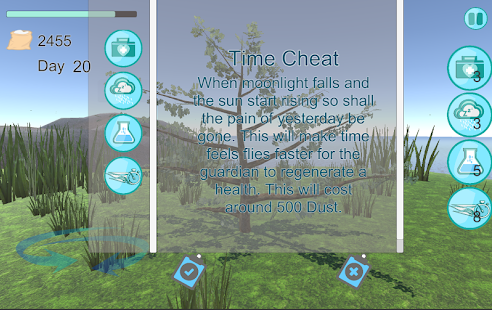 2455
Day 20
Time Cheat
When moonlight falls and
the sun start rising so shall
the pain of yesterday be
gone. This will make time
feels flies faster for the
guardian to regenerate a
health. This will cost
around 500 Dust.
3
3
5
8